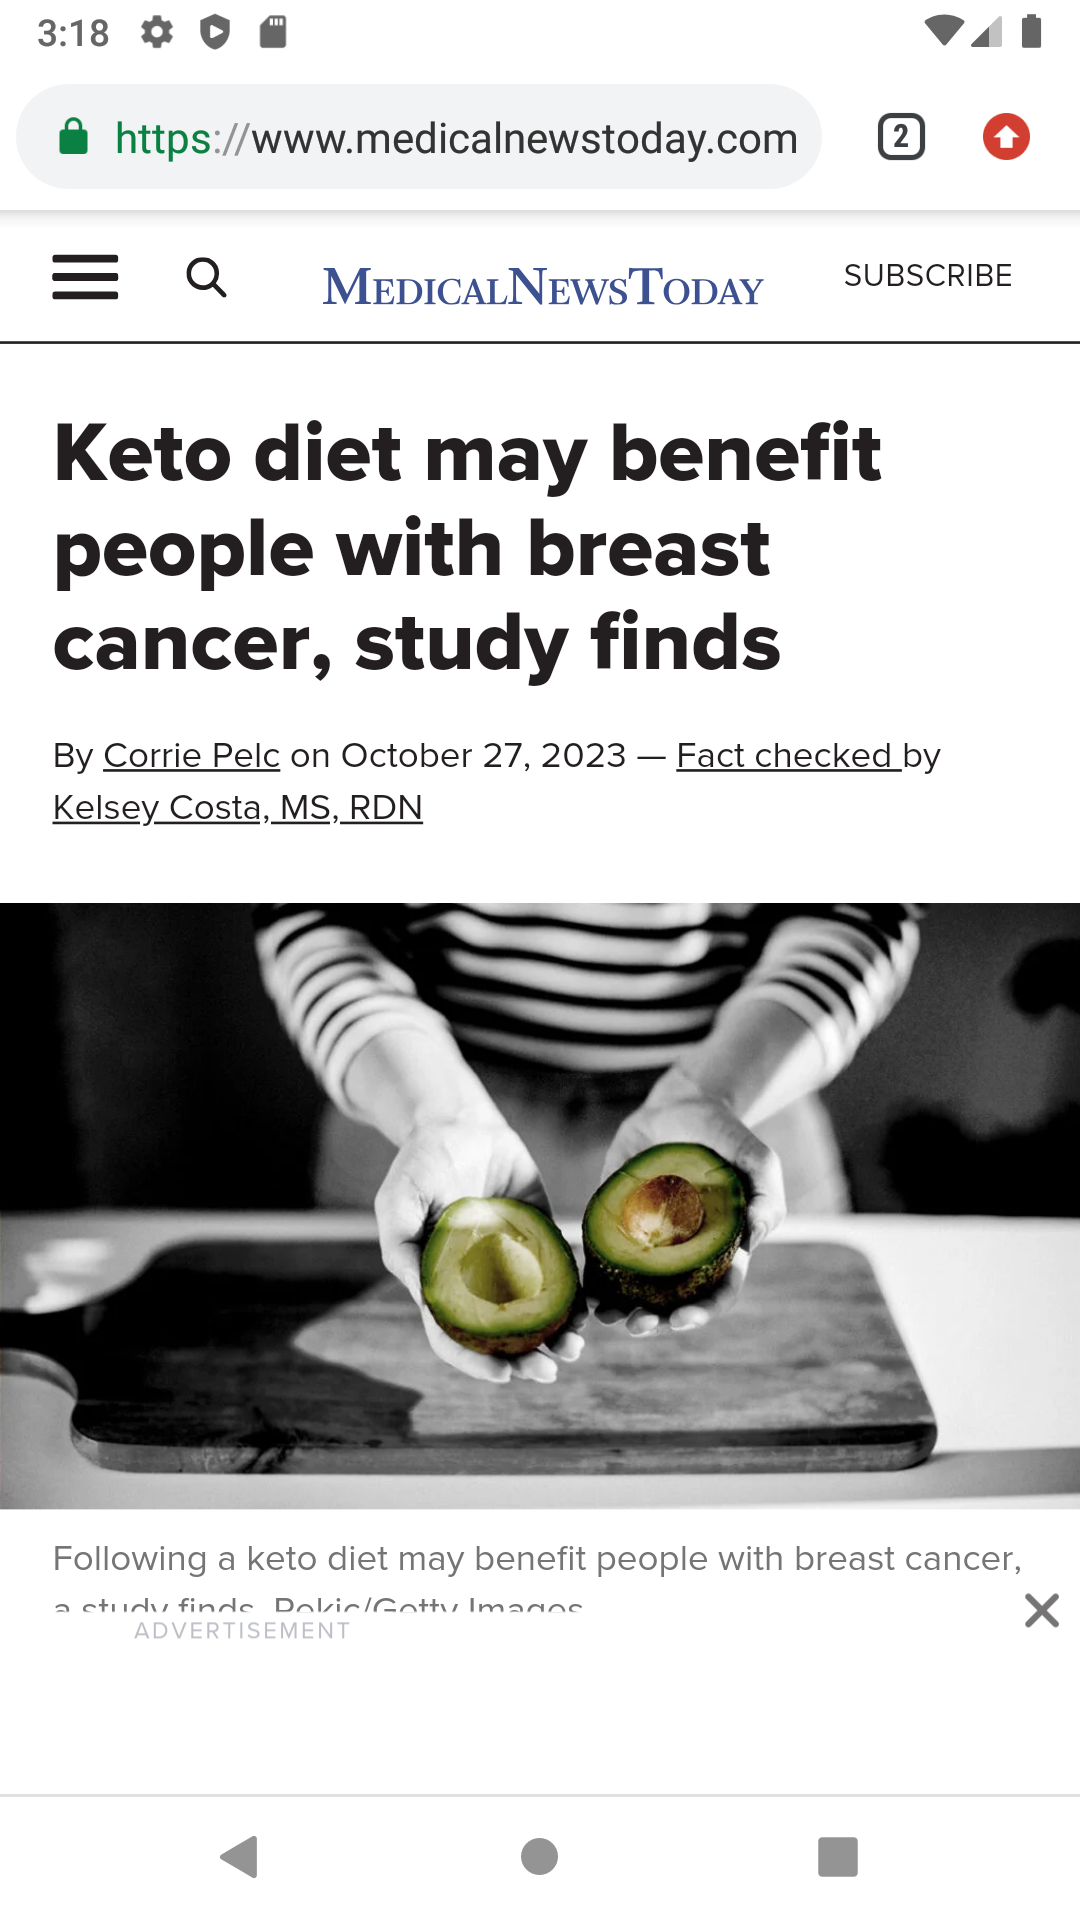 3:18
https://www.medicalnewstoday.com
2
MEDICALNEWSTODAY
SUBSCRIBE
Keto diet may benefit
people with breast
cancer, study finds
By Corrie Pelc on October 27, 2023 — Fact checked by
Kelsey Costa, MS, RDN
Following a keto diet may benefit people with breast cancer,
a study finds. Pekic/Getty Images
ADVERTISEMENT